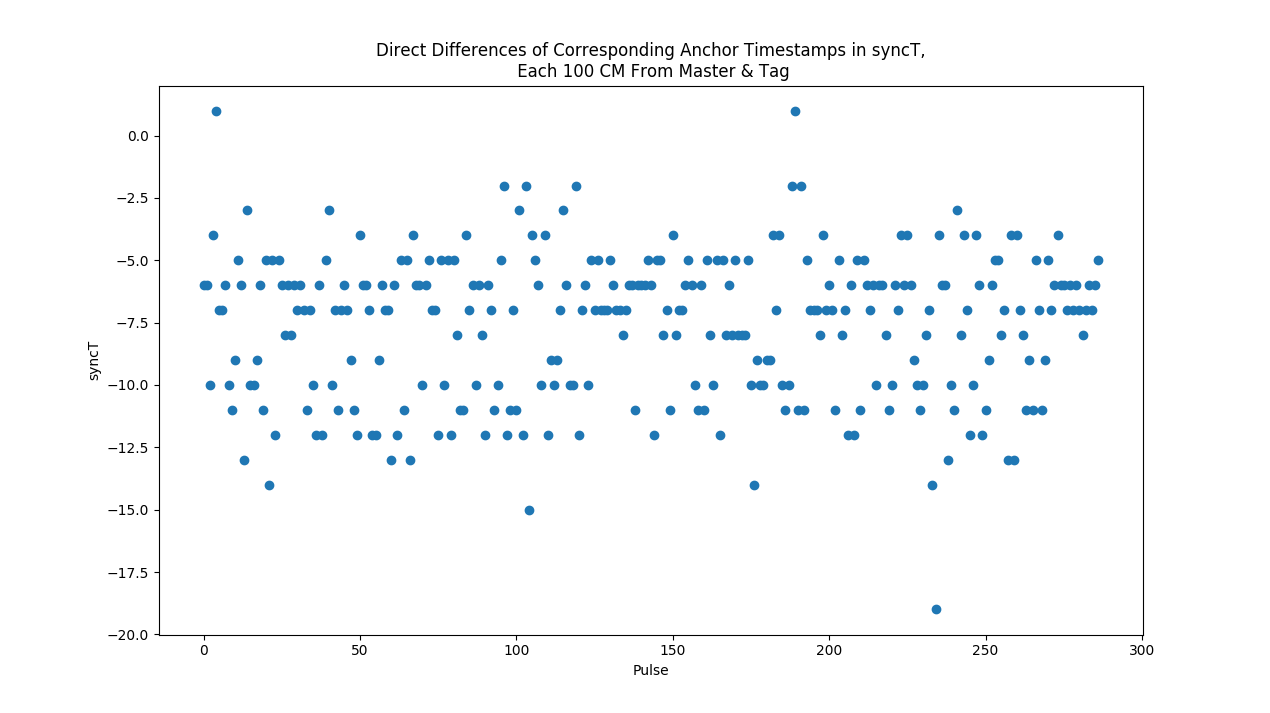 Direct Differences of Corresponding Anchor Timestamps in syncT,
Each 100 CM From Master & Tag
syncT
0.0
−2.5
−5.0
−7.5
−10.0
−12.5
−15.0
−17.5
−20.0
0 50 100 150 200 250 300
Pulse